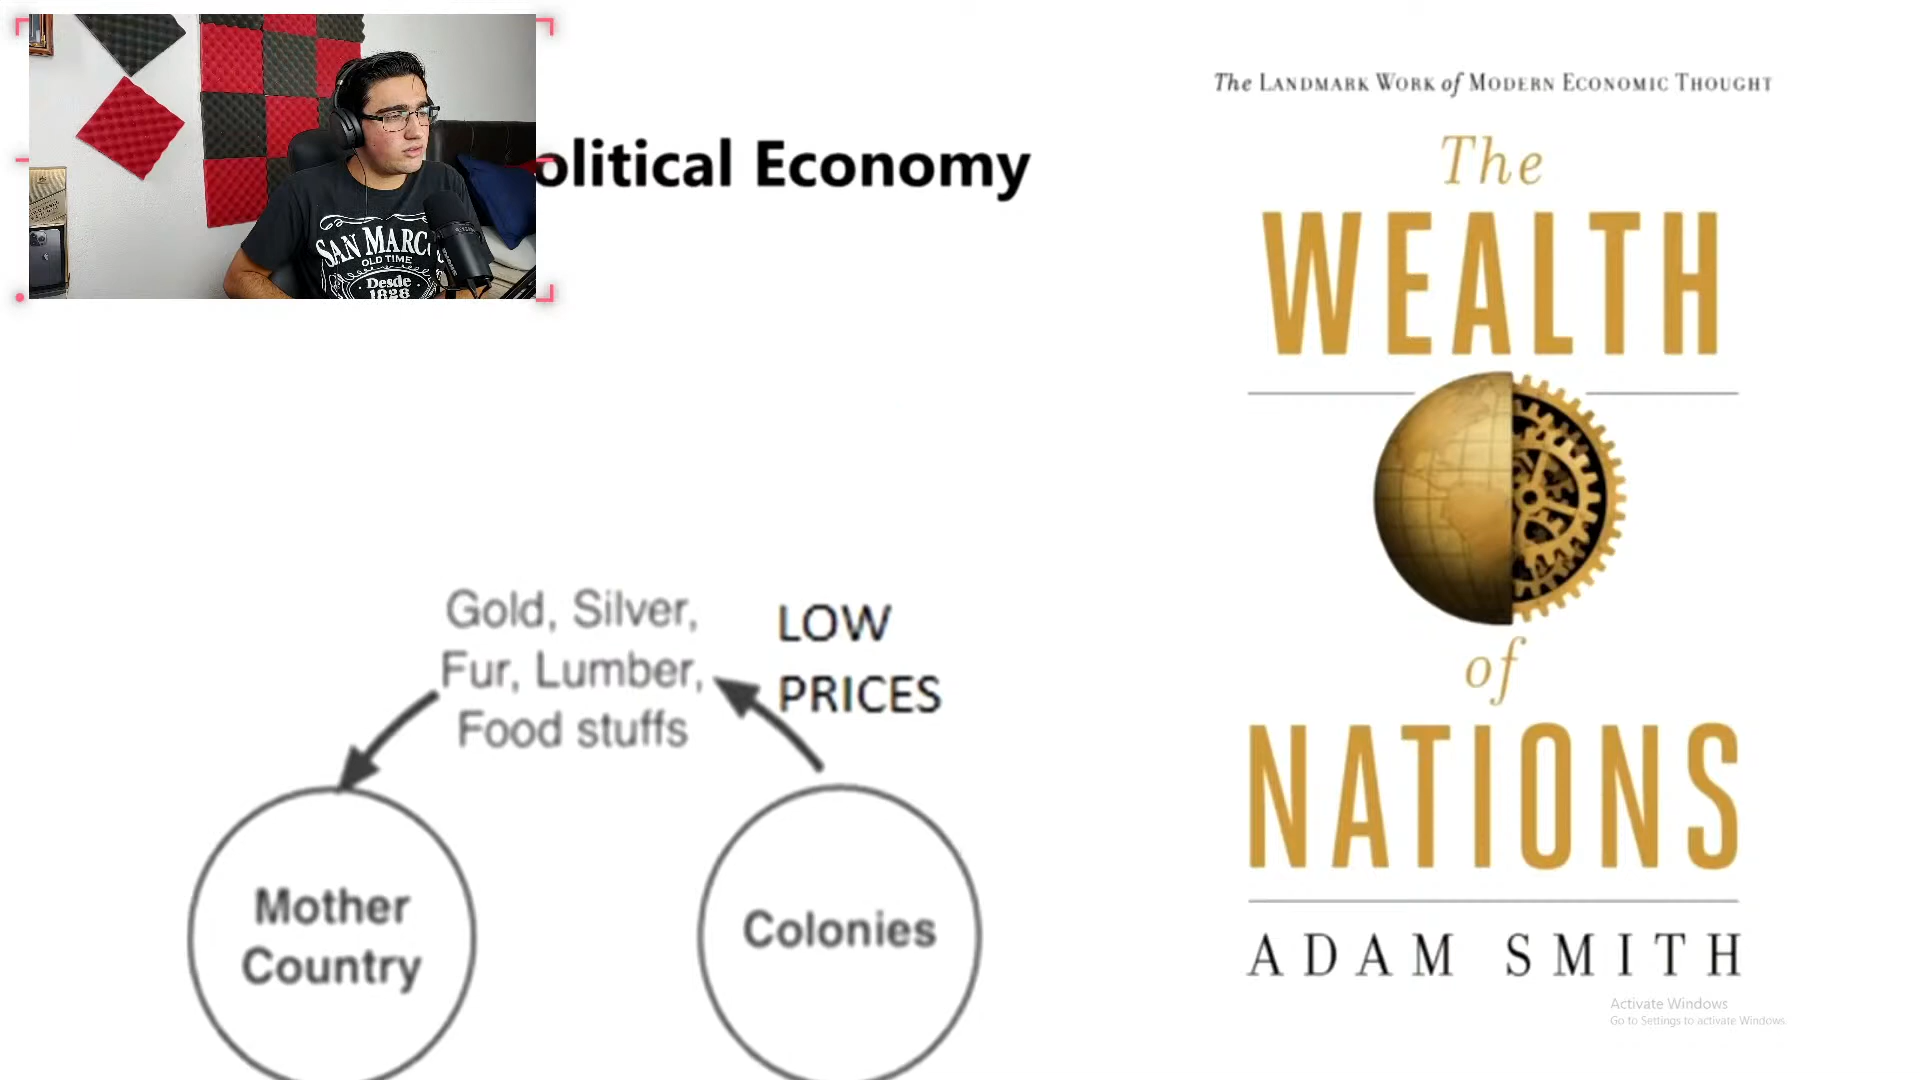 SAN MARC
OLD TIME
Desde
1828
olitical Economy
Gold, Silver,
Fur, Lumber,
Food stuffs
LOW
PRICES
Mother
Country
Colonies
The LANDMARK WORK of MODERN ECONOMIC THOUGHT
The
WEALTH
of
NATIONS
ADAM SMITH
Activate Windows
Go to Settings to activate Windows.